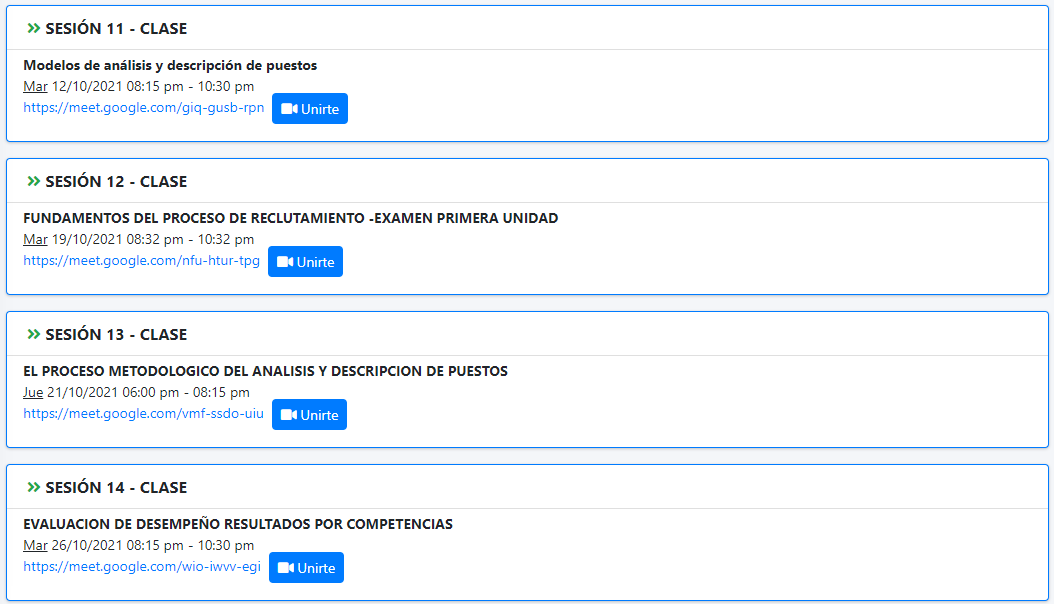 SESIÓN 11 - CLASE
Modelos de análisis y descripción de puestos
Mar 12/10/2021 08:15 pm - 10:30 pm
https://meet.google.com/giq-gusb-rpn Unirte
SESIÓN 12 - CLASE
FUNDAMENTOS DEL PROCESO DE RECLUTAMIENTO -EXAMEN PRIMERA UNIDAD
Mar 19/10/2021 08:32 pm - 10:32 pm
https://meet.google.com/nfu-htur-tpg Unirte
SESIÓN 13 - CLASE
EL PROCESO METODOLOGICO DEL ANALISIS Y DESCRIPCION DE PUESTOS
Jue 21/10/2021 06:00 pm - 08:15 pm
https://meet.google.com/vmf-ssdo-uiu Unirte
SESIÓN 14 - CLASE
EVALUACION DE DESEMPEÑO RESULTADOS POR COMPETENCIAS
Mar 26/10/2021 08:15 pm - 10:30 pm
https://meet.google.com/wio-iwvv-egi Unirte